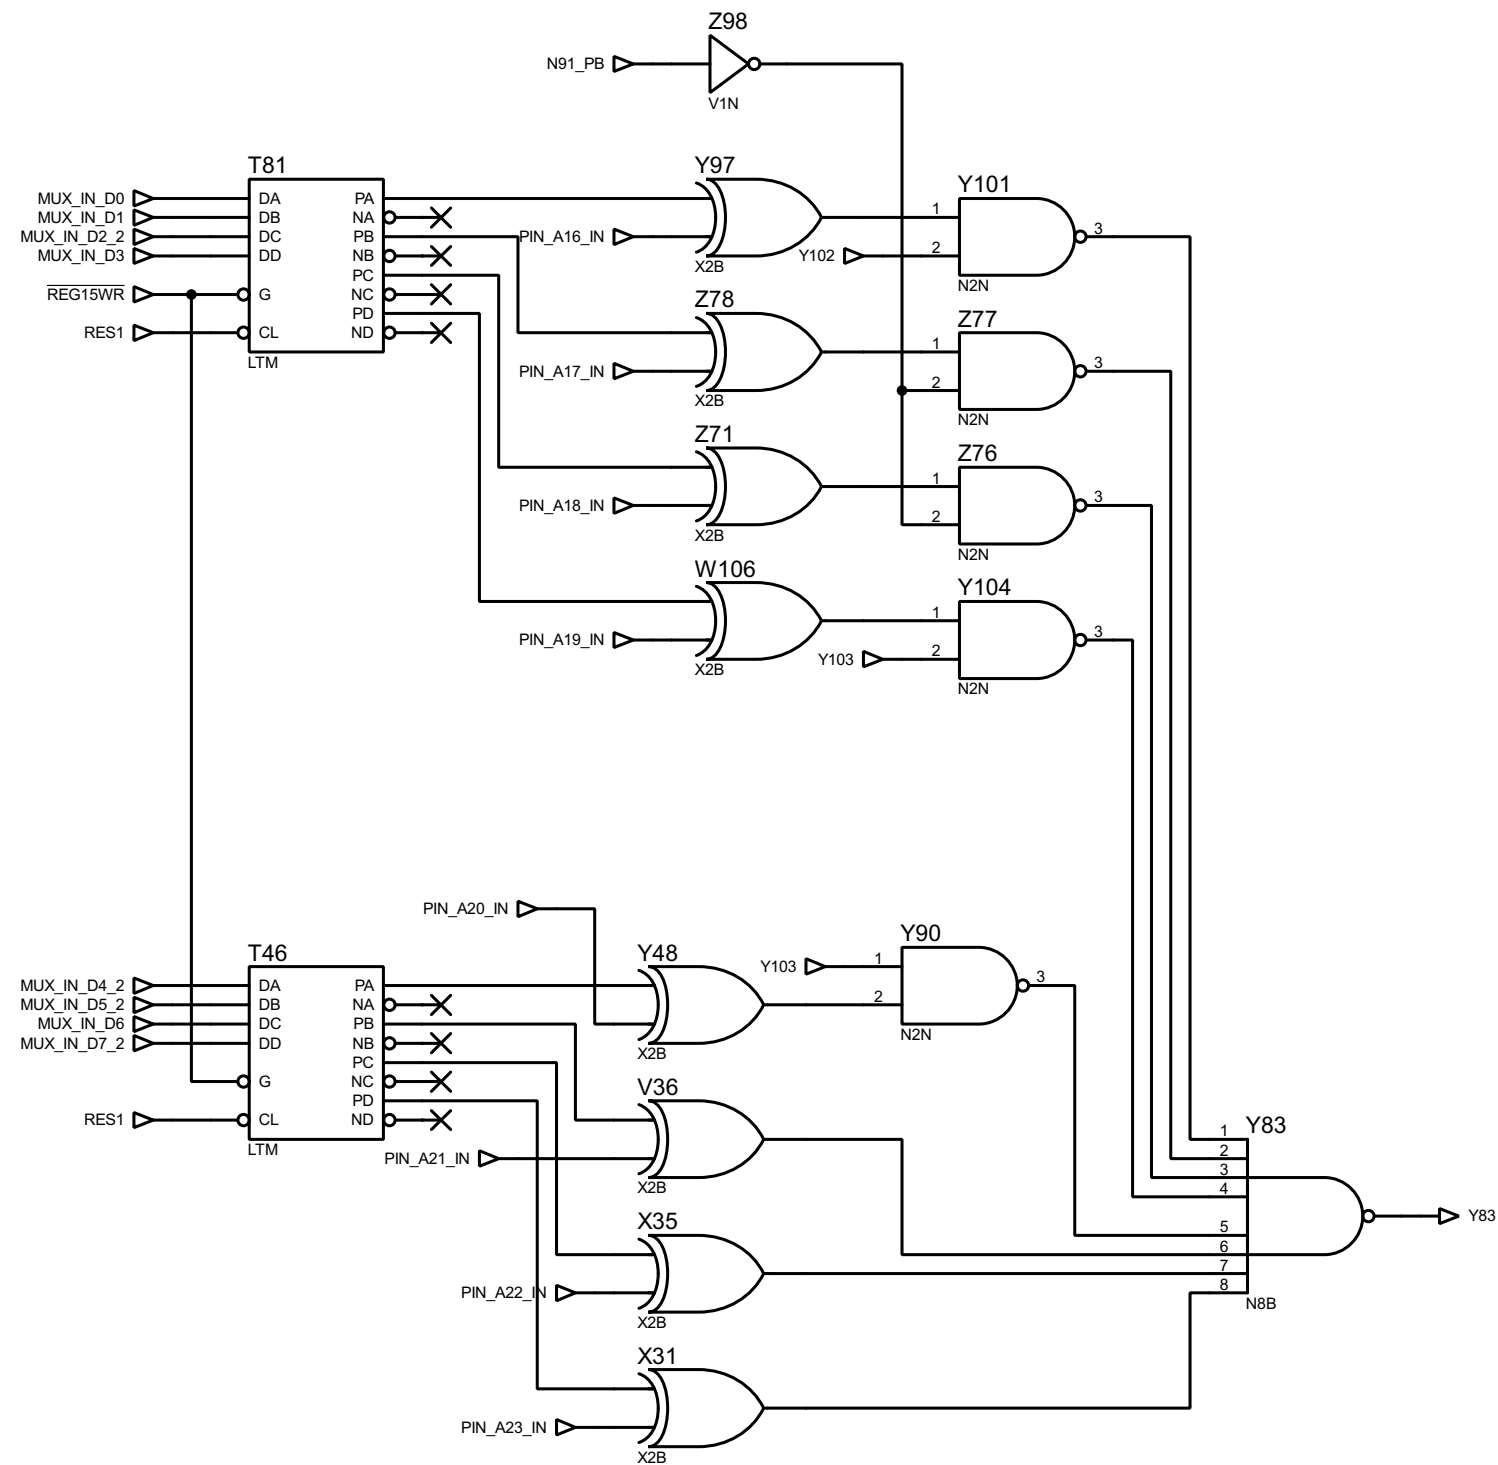 Z98
N91_PB
V1N
T81
MUX_IN_D0 DA PA
MUX_IN_D1 DB NA
MUX_IN_D2_2 DC PB
MUX_IN_D3 DD NB
PC
REG15WR G NC
PD
RES1 CL ND
LTM
Y97
PIN_A16_IN
X2B
Y101
1
Y102 2
3
N2N
Z78
PIN_A17_IN
X2B
Z77
1
2
3
N2N
Z71
PIN_A18_IN
X2B
Z76
1
2
3
N2N
W106
PIN_A19_IN
X2B
Y104
1
Y103 2
3
N2N
PIN_A20_IN
T46
MUX_IN_D4_2 DA PA
MUX_IN_D5_2 DB NA
MUX_IN_D6 DC PB
MUX_IN_D7_2 DD NB
PC
G NC
PD
RES1 CL ND
LTM
Y48
X2B
Y90
Y103 1
2
3
N2N
V36
PIN_A21_IN
X2B
X35
PIN_A22_IN
X2B
X31
PIN_A23_IN
X2B
Y83
1
2
3
4
5
6
7
8
N8B
Y83